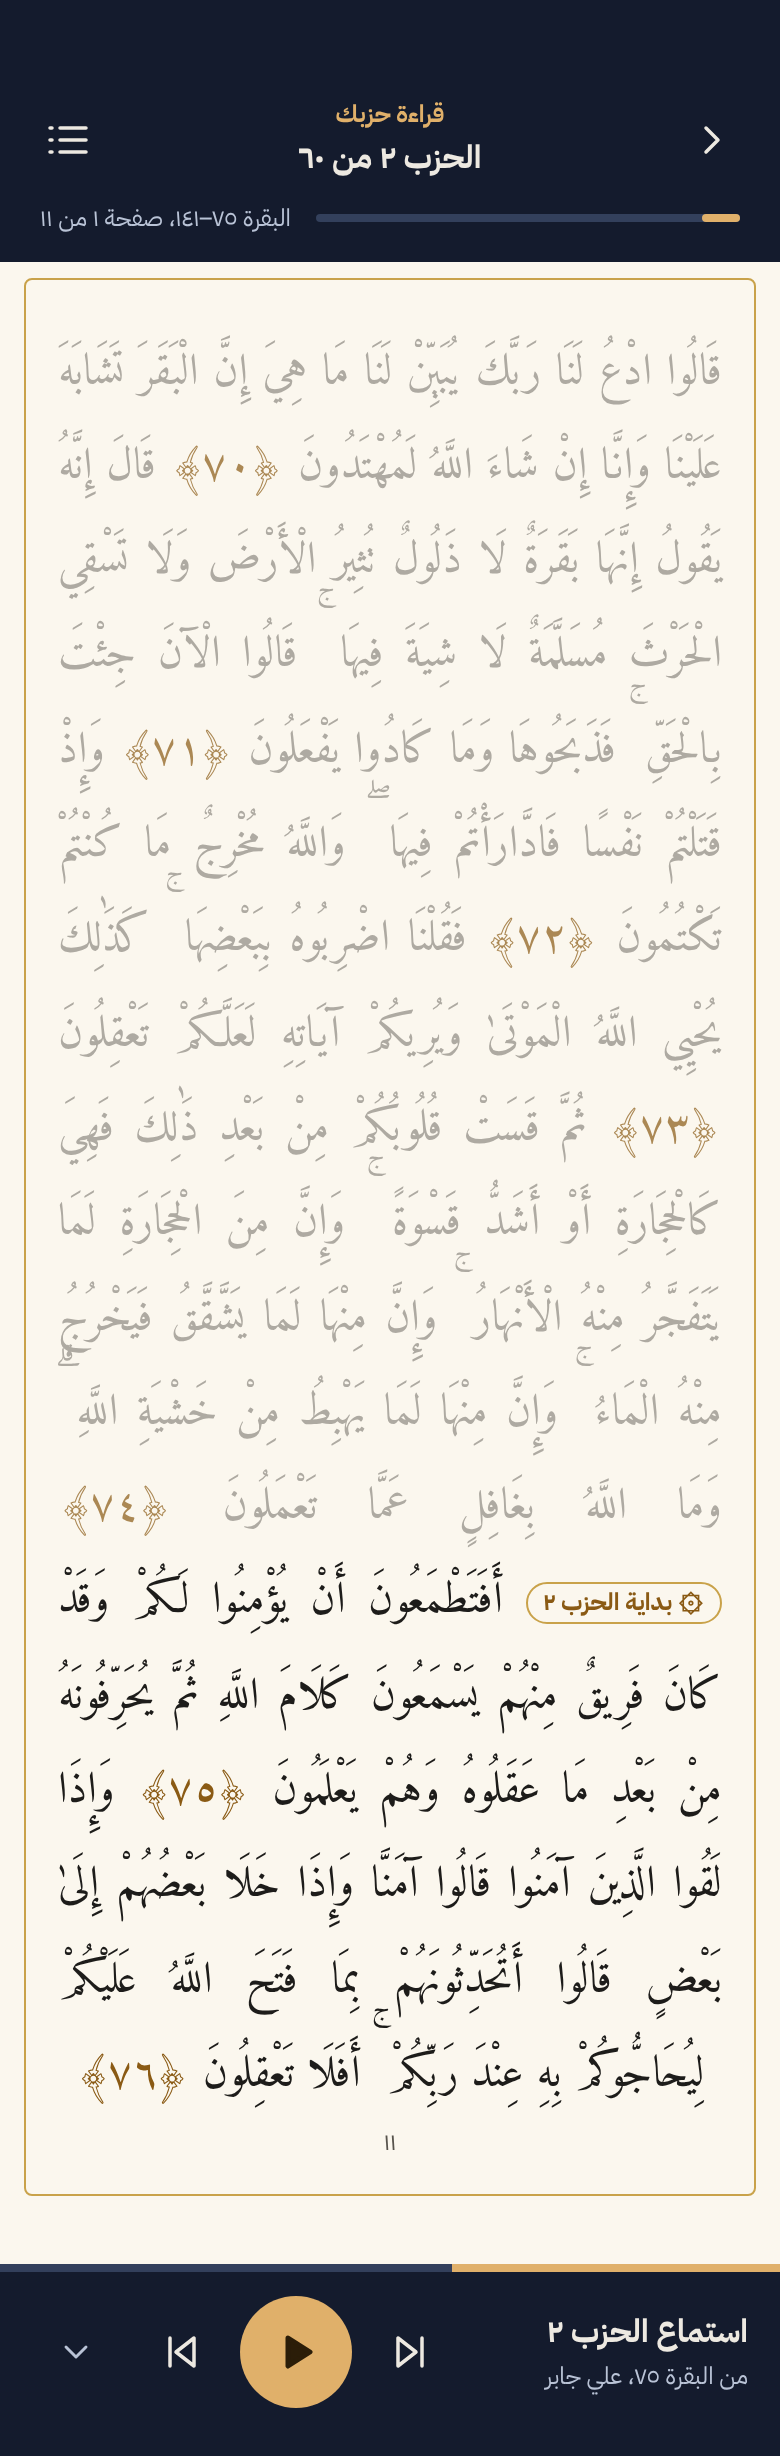 قراءة حزبك
الحزب ٢ من ٦٠
البقرة ٧٥–١٤١، صفحة ١ من ١١
قَالُوا ادْعُ لَنَا رَبَّكَ يُبَيِّنْ لَنَا مَا هِيَ إِنَّ الْبَقَرَ تَشَابَهَ
عَلَيْنَا وَإِنَّا إِنْ شَاءَ اللَّهُ لَمُهْتَدُونَ ﴿٧٠﴾ قَالَ إِنَّهُ
يَقُولُ إِنَّهَا بَقَرَةٌ لَا ذَلُولٌ تُثِيرُ الْأَرْضَ وَلَا تَسْقِي
الْحَرْثَ مُسَلَّمَةٌ لَا شِيَةَ فِيهَا ۚ قَالُوا الْآنَ جِئْتَ
بِالْحَقِّ ۚ فَذَبَحُوهَا وَمَا كَادُوا يَفْعَلُونَ ﴿٧١﴾ وَإِذْ
قَتَلْتُمْ نَفْسًا فَادَّارَأْتُمْ فِيهَا ۖ وَاللَّهُ مُخْرِجٌ مَا كُنْتُمْ
تَكْتُمُونَ ﴿٧٢﴾ فَقُلْنَا اضْرِبُوهُ بِبَعْضِهَا ۚ كَذَٰلِكَ
يُحْيِي اللَّهُ الْمَوْتَىٰ وَيُرِيكُمْ آيَاتِهِ لَعَلَّكُمْ تَعْقِلُونَ
﴿٧٣﴾ ثُمَّ قَسَتْ قُلُوبُكُمْ مِنْ بَعْدِ ذَٰلِكَ فَهِيَ
كَالْحِجَارَةِ أَوْ أَشَدُّ قَسْوَةً ۚ وَإِنَّ مِنَ الْحِجَارَةِ لَمَا
يَتَفَجَّرُ مِنْهُ الْأَنْهَارُ ۚ وَإِنَّ مِنْهَا لَمَا يَشَّقَّقُ فَيَخْرُجُ
مِنْهُ الْمَاءُ ۚ وَإِنَّ مِنْهَا لَمَا يَهْبِطُ مِنْ خَشْيَةِ اللَّهِ ۗ
وَمَا اللَّهُ بِغَافِلٍ عَمَّا تَعْمَلُونَ ﴿٧٤﴾
۞ بداية الحزب ٢ أَفَتَطْمَعُونَ أَنْ يُؤْمِنُوا لَكُمْ وَقَدْ
كَانَ فَرِيقٌ مِنْهُمْ يَسْمَعُونَ كَلَامَ اللَّهِ ثُمَّ يُحَرِّفُونَهُ
مِنْ بَعْدِ مَا عَقَلُوهُ وَهُمْ يَعْلَمُونَ ﴿٧٥﴾ وَإِذَا
لَقُوا الَّذِينَ آمَنُوا قَالُوا آمَنَّا وَإِذَا خَلَا بَعْضُهُمْ إِلَىٰ
بَعْضٍ قَالُوا أَتُحَدِّثُونَهُمْ بِمَا فَتَحَ اللَّهُ عَلَيْكُمْ
لِيُحَاجُّوكُمْ بِهِ عِنْدَ رَبِّكُمْ ۚ أَفَلَا تَعْقِلُونَ ﴿٧٦﴾
١١
استماع الحزب ٢
من البقرة ٧٥، علي جابر